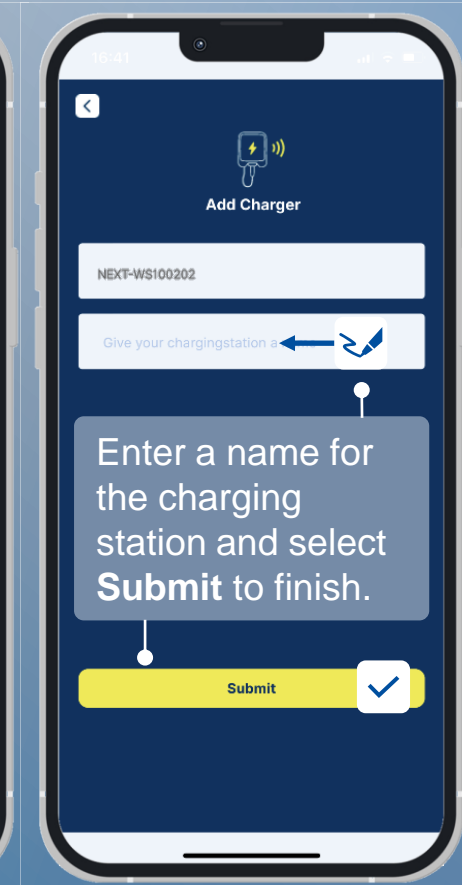 16:41
Add Charger
NEXT-WS100202
Give your chargingstation a
Enter a name for
the charging
station and select
Submit to finish.
Submit